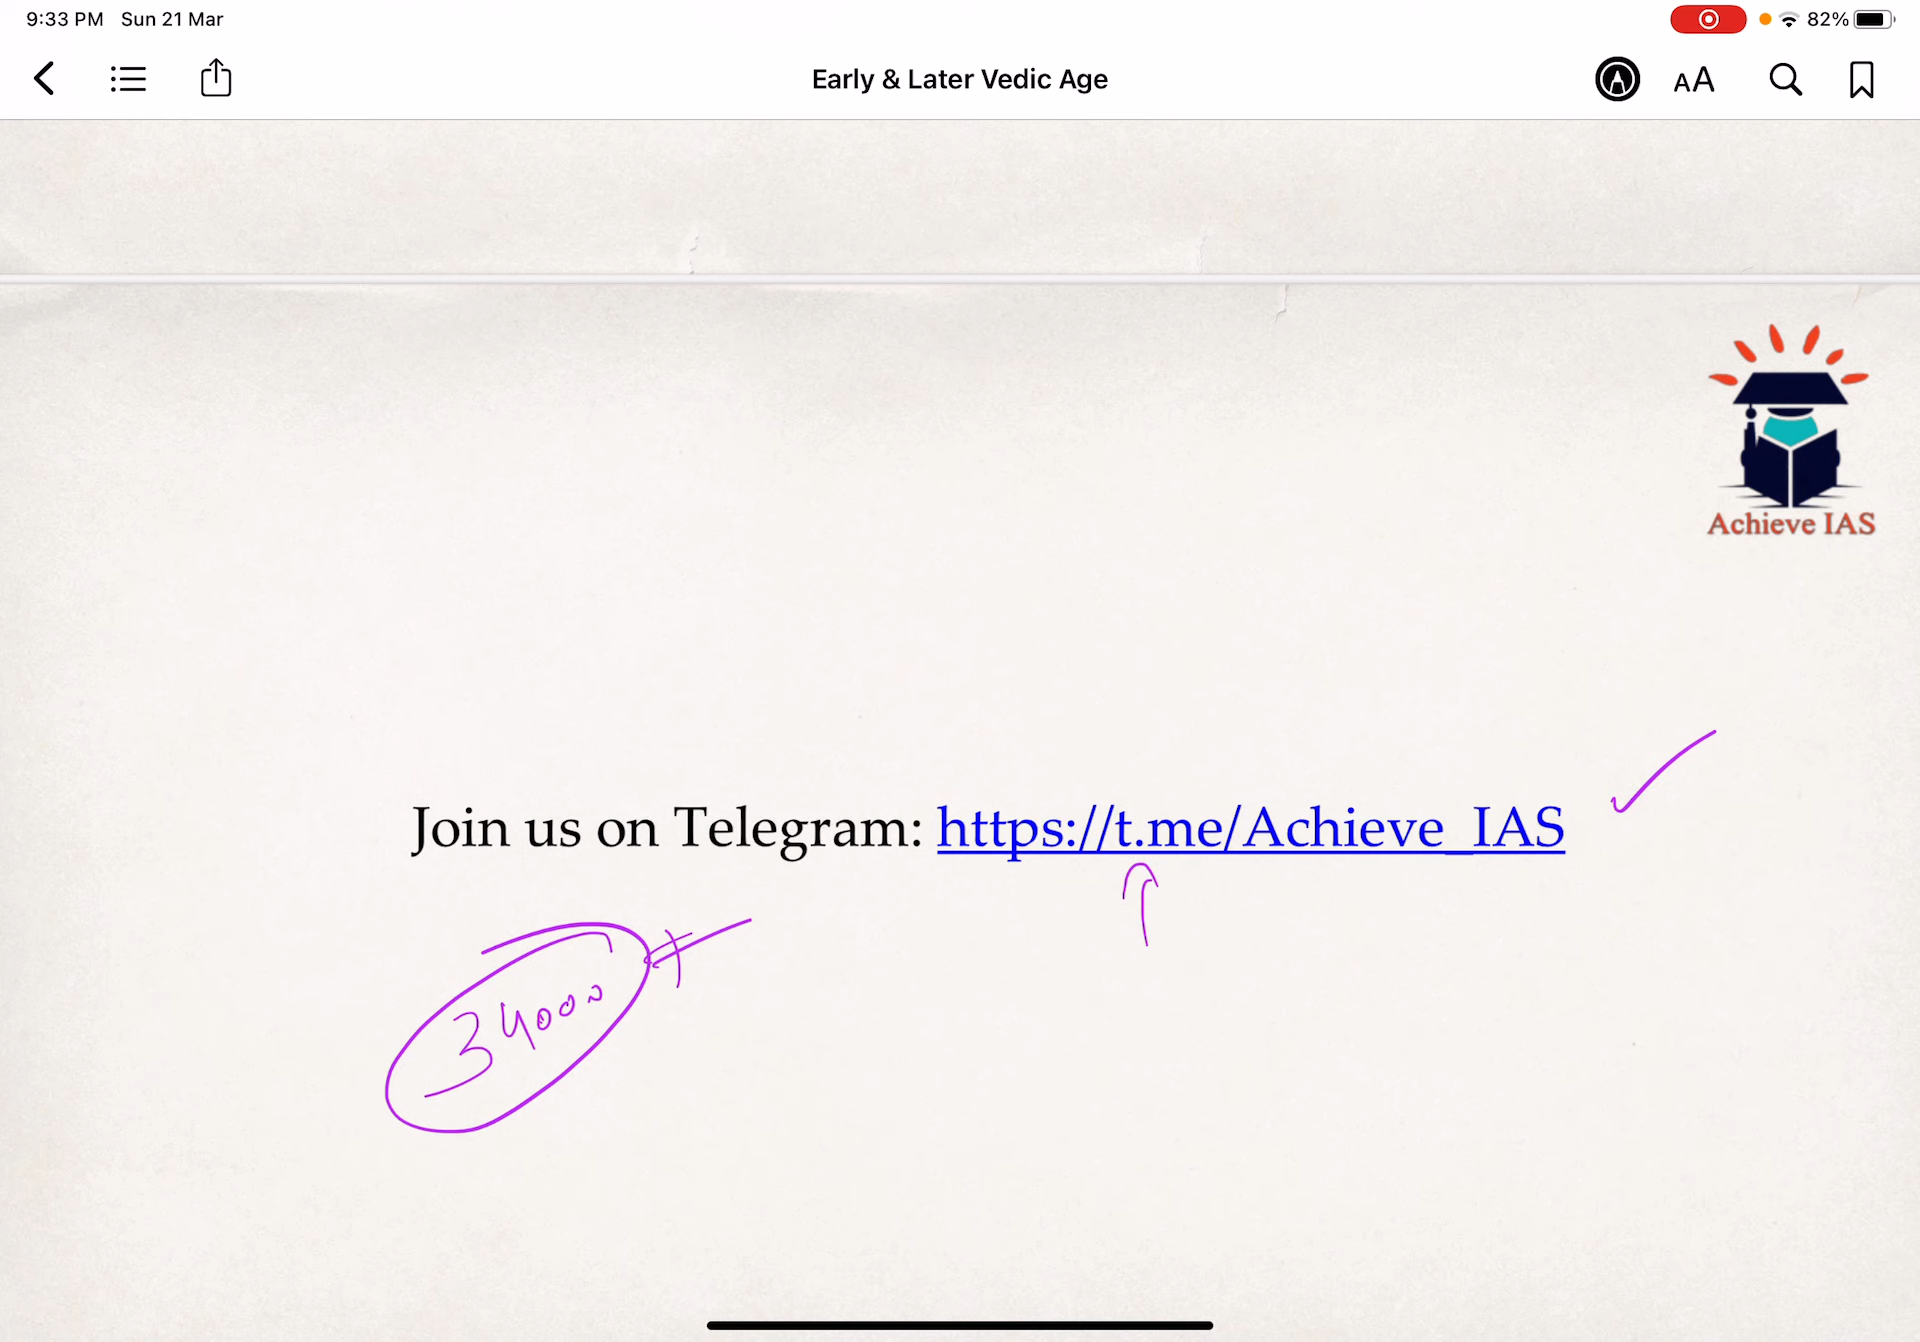 9:33 PM Sun 21 Mar
82%
Early & Later Vedic Age
AA
Achieve IAS
Join us on Telegram: https://t.me/Achieve_IAS
34000+